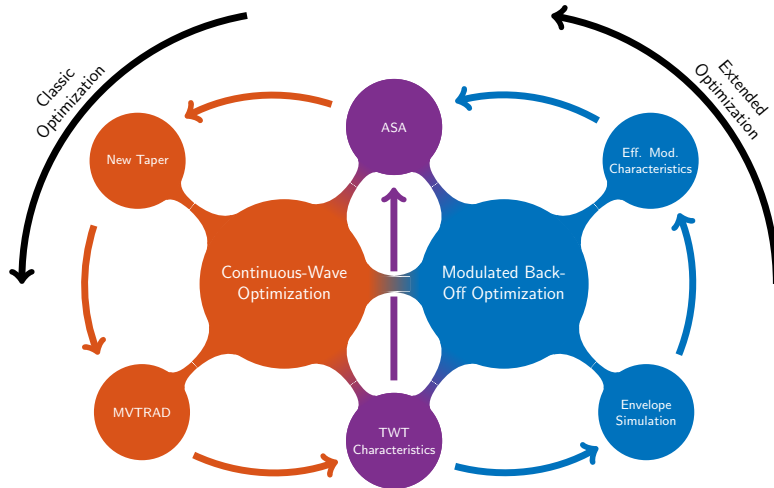 Classic
Optimization
Extended
Optimization
ASA
New Taper
Eff. Mod.
Characteristics
Continuous-Wave
Optimization
Modulated Back-
Off Optimization
MVTRAD
TWT
Characteristics
Envelope
Simulation